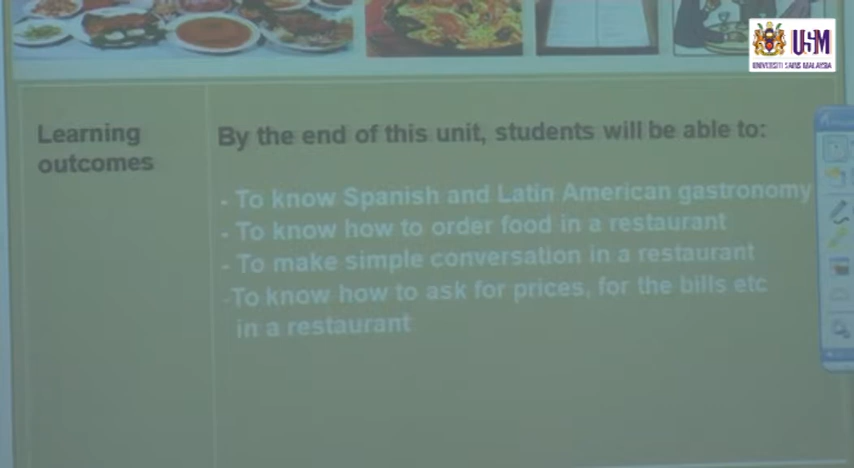 USM
UNIVERSITI SAINS MALAYSIA
Learning
outcomes
By the end of this unit, students will be able to:
- To know Spanish and Latin American gastronomy
- To know how to order food in a restaurant
- To make simple conversation in a restaurant
-To know how to ask for prices, for the bills etc
in a restaurant